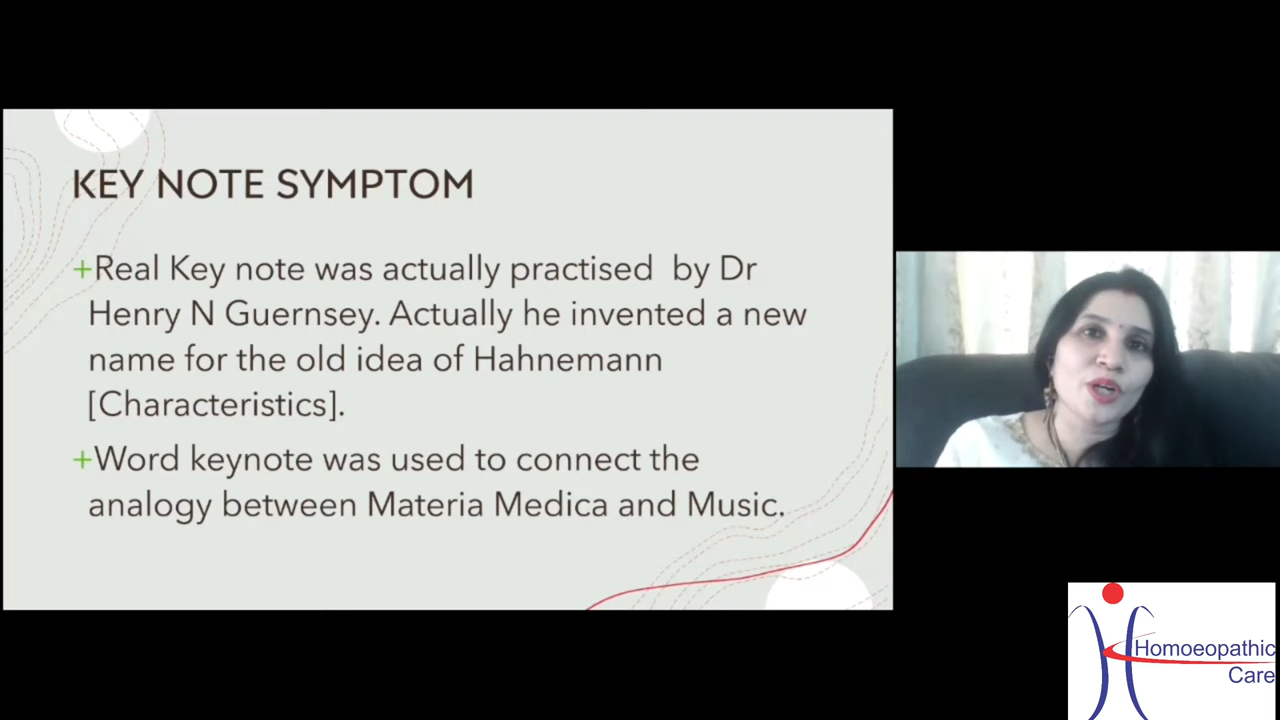 KEY NOTE SYMPTOM
+Real Key note was actually practised by Dr
Henry N Guernsey. Actually he invented a new
name for the old idea of Hahnemann
[Characteristics].
+Word keynote was used to connect the
analogy between Materia Medica and Music.
Homoeopathic
Care